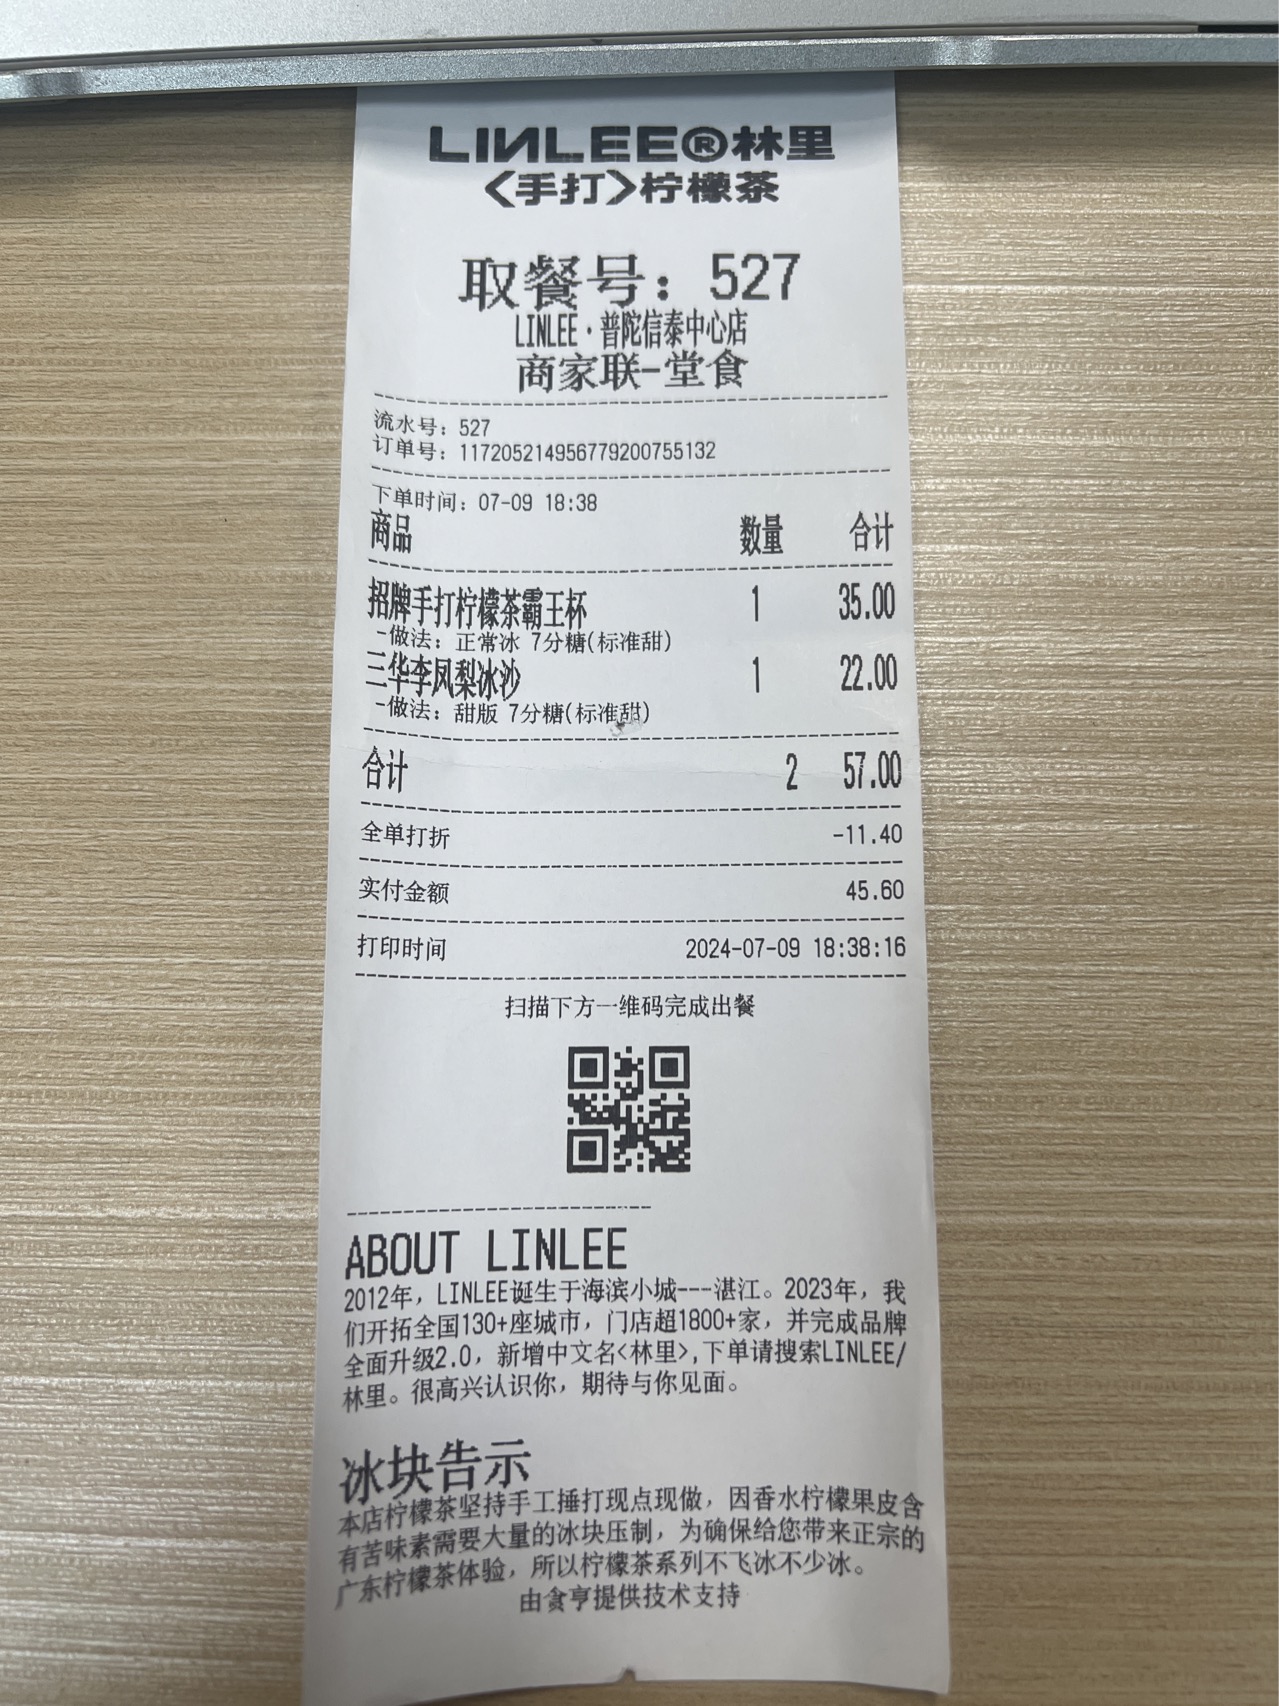 LINLEE®林里
<手打>柠檬茶
取餐号：527
LINLEE·普陀信泰中心店
商家联-堂食
流水号：527
订单号：1172052149567792007 55132
下单时间：07-09 18:38
商品 数量 合计
招牌手打柠檬茶霸王杯 1 35.00
-做法：正常冰 7分糖(标准甜)
三华李凤梨冰沙 1 22.00
-做法：甜版 7分糖(标准甜)
合计 2 57.00
全单打折 -11.40
实付金额 45.60
打印时间 2024-07-09 18:38:16
扫描下方一维码完成出餐
ABOUT LINLEE
2012年，LINLEE诞生于海滨小城---湛江。2023年，我
们开拓全国130+座城市，门店超1800+家，并完成品牌
全面升级2.0，新增中文名<林里>,下单请搜索LINLEE/
林里。很高兴认识你，期待与你见面。
冰块告示
本店柠檬茶坚持手工捶打现点现做，因香水柠檬果皮含
有苦味素需要大量的冰块压制，为确保给您带来正宗的
广东柠檬茶体验，所以柠檬茶系列不飞冰不少冰。
由食亨提供技术支持